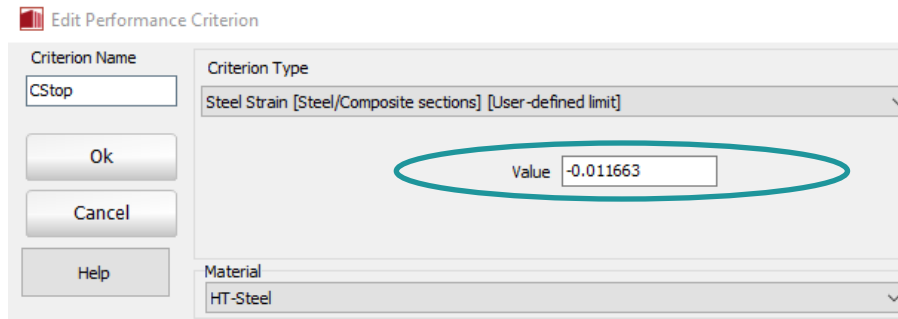 Edit Performance Criterion
Criterion Name
CStop
Ok
Cancel
Help
Criterion Type
Steel Strain [Steel/Composite sections] [User-defined limit]
Value -0.011663
Material
HT-Steel